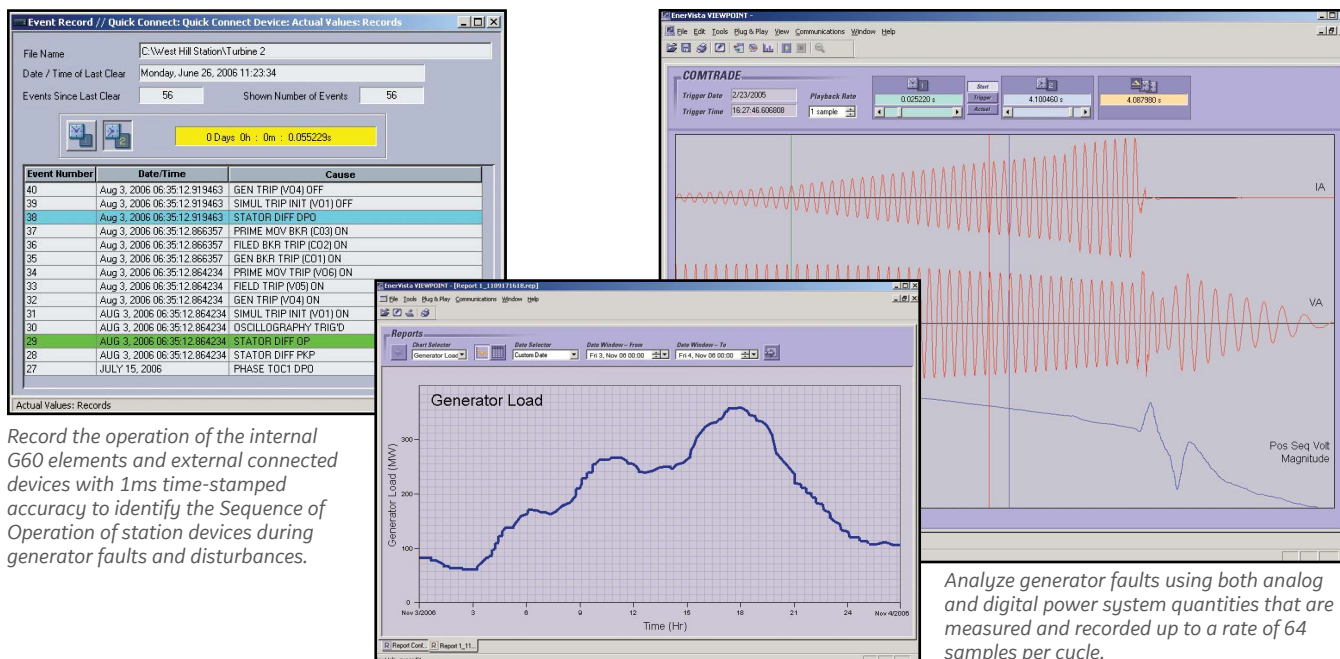 Event Record // Quick Connect: Quick Connect Device: Actual Values: Records
File Name C:\West Hill Station\Turbine 2
Date / Time of Last Clear Monday, June 26, 2006 11:23:34
Events Since Last Clear 56 Shown Number of Events 56
1 2 0 Days 0h : 0m : 0.055229s
Event Number Date/Time Cause
40 Aug 3, 2006 06:35:12.919463 GEN TRIP (VO4) OFF
39 Aug 3, 2006 06:35:12.919463 SIMUL TRIP INIT (VO1) OFF
38 Aug 3, 2006 06:35:12.919463 STATOR DIFF DPO
37 Aug 3, 2006 06:35:12.866357 PRIME MOV BKR (CO3) ON
36 Aug 3, 2006 06:35:12.866357 FILED BKR TRIP (CO2) ON
35 Aug 3, 2006 06:35:12.866357 GEN BKR TRIP (CO1) ON
34 Aug 3, 2006 06:35:12.864234 PRIME MOV TRIP (VO6) ON
33 Aug 3, 2006 06:35:12.864234 FIELD TRIP (VO5) ON
32 Aug 3, 2006 06:35:12.864234 GEN TRIP (VO4) ON
31 AUG 3, 2006 06:35:12.864234 SIMUL TRIP INIT (VO1) ON
30 AUG 3, 2006 06:35:12.864234 OSCILLOGRAPHY TRIG'D
29 AUG 3, 2006 06:35:12.864234 STATOR DIFF OP
28 AUG 3, 2006 06:35:12.864234 STATOR DIFF PKP
27 JULY 15, 2006 PHASE TOC1 DPO
Actual Values: Records
Record the operation of the internal
G60 elements and external connected
devices with 1ms time-stamped
accuracy to identify the Sequence of
Operation of station devices during
generator faults and disturbances.
EnerVista VIEWPOINT - [Report 1_1109171618.rep]
File Tools Plug & Play Communications Window Help
Reports
Chart Selector Date Selector Date Window – From Date Window – To
Generator Load Custom Date Fri 3, Nov 06 00:00 Fri 4, Nov 06 00:00
Generator Load
Generator Load (MW)
300
200
100
0
Nov 3/2006 3 6 9 12 15 18 21 24 Nov 4/2006
Time (Hr)
Report Conf... Report 1_11...
EnerVista VIEWPOINT -
File Edit Tools Plug & Play View Communications Window Help
COMTRADE
Trigger Date 2/23/2005 Playback Rate
Trigger Time 16:27:46.606808 1 sample
0.025220 s
Start
Trigger
Actual
4.100460 s
4.087980 s
IA
VA
Pos Seq Volt
Magnitude
Analyze generator faults using both analog
and digital power system quantities that are
measured and recorded up to a rate of 64
samples per cycle.